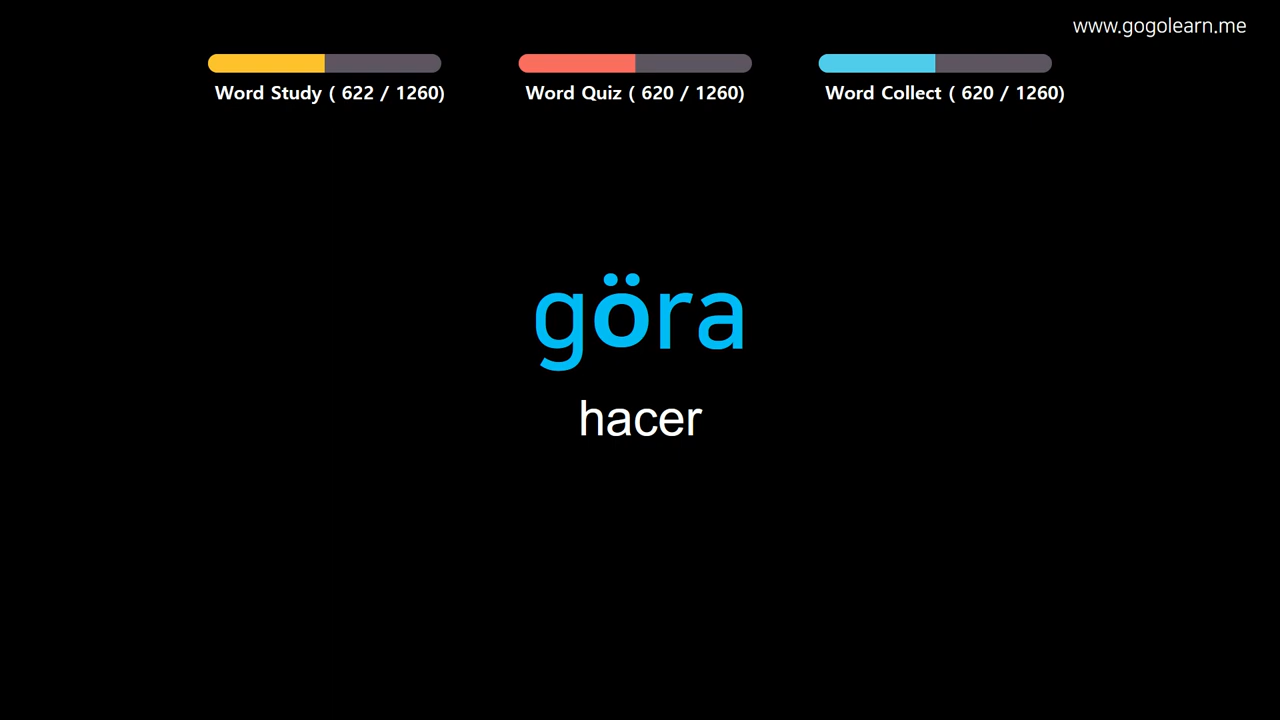 www.gogolearn.me
Word Study ( 622 / 1260)
Word Quiz ( 620 / 1260)
Word Collect ( 620 / 1260)
göra
hacer